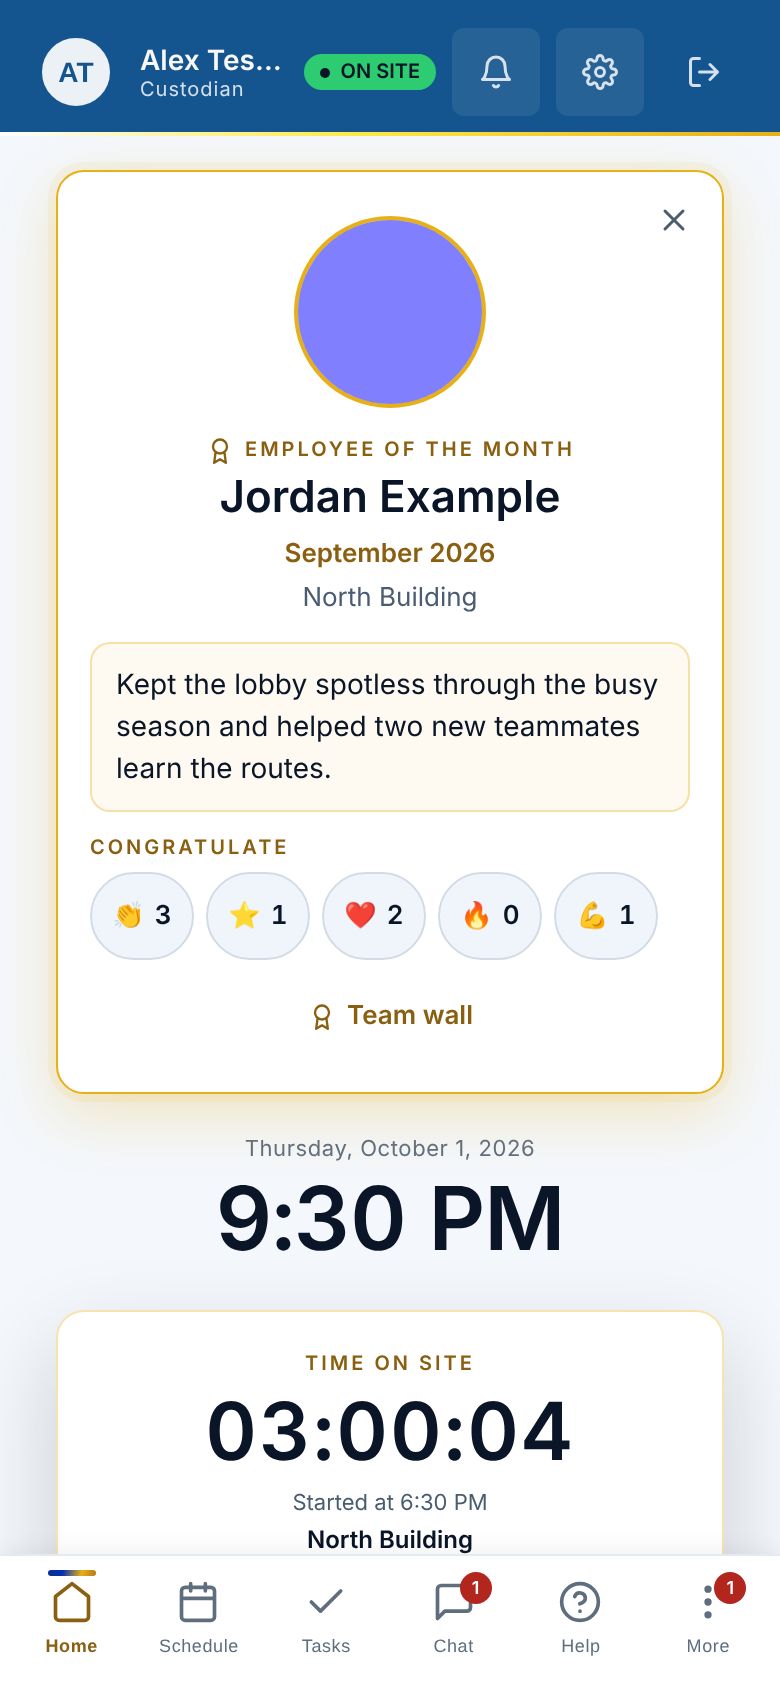 AT
Alex Tes...
Custodian
ON SITE
EMPLOYEE OF THE MONTH
Jordan Example
September 2026
North Building
Kept the lobby spotless through the busy
season and helped two new teammates
learn the routes.
CONGRATULATE
👏 3 ⭐ 1 ❤️ 2 🔥 0 💪 1
Team wall
Thursday, October 1, 2026
9:30 PM
TIME ON SITE
03:00:04
Started at 6:30 PM
North Building
1 1
Home Schedule Tasks Chat Help More